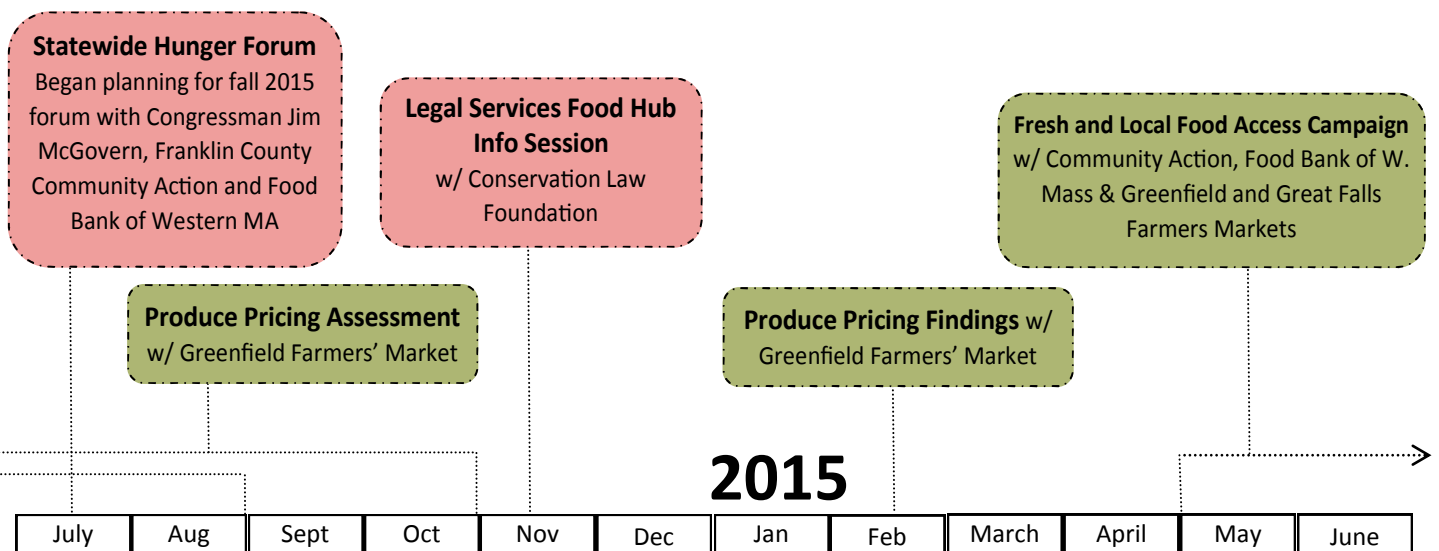 Statewide Hunger Forum
Began planning for fall 2015
forum with Congressman Jim
McGovern, Franklin County
Community Action and Food
Bank of Western MA
Legal Services Food Hub
Info Session
w/ Conservation Law
Foundation
Fresh and Local Food Access Campaign
w/ Community Action, Food Bank of W.
Mass & Greenfield and Great Falls
Farmers Markets
Produce Pricing Assessment
w/ Greenfield Farmers’ Market
Produce Pricing Findings w/
Greenfield Farmers’ Market
2015
July Aug Sept Oct Nov Dec Jan Feb March April May June